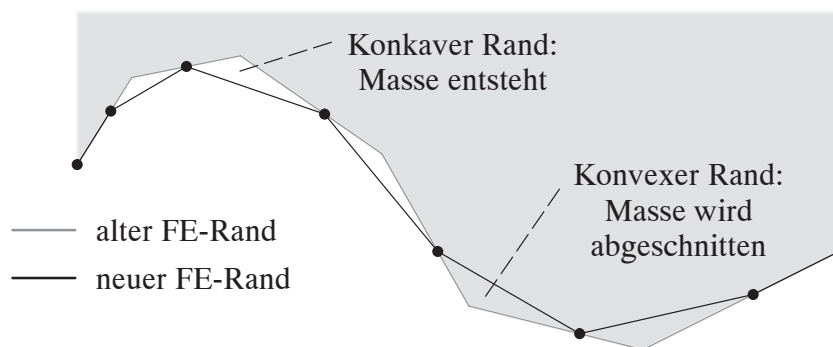 Konkaver Rand:
Masse entsteht
Konvexer Rand:
Masse wird
abgeschnitten
alter FE-Rand
neuer FE-Rand